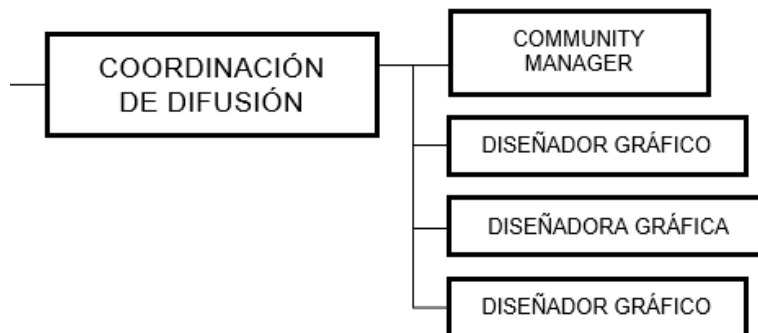 COORDINACIÓN
DE DIFUSIÓN
COMMUNITY
MANAGER
DISEÑADOR GRÁFICO
DISEÑADORA GRÁFICA
DISEÑADOR GRÁFICO